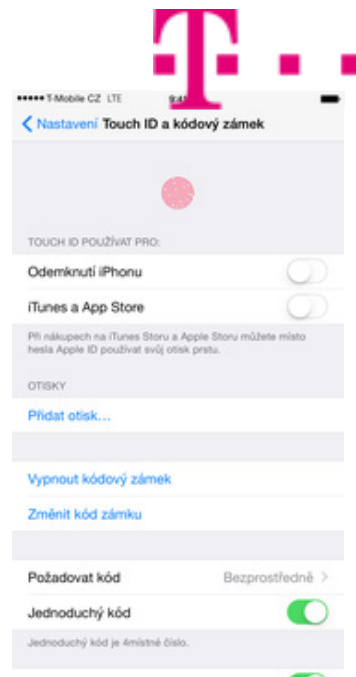 T
T-Mobile CZ LTE 9:41
Nastavení Touch ID a kódový zámek
TOUCH ID POUŽÍVAT PRO:
Odemknutí iPhonu
iTunes a App Store
Při nákupech na iTunes Storu a Apple Storu můžete místo
hesla Apple ID používat svůj otisk prstu.
OTISKY
Přidat otisk...
Vypnout kódový zámek
Změnit kód zámku
Požadovat kód Bezprostředně
Jednoduchý kód
Jednoduchý kód je 4místné číslo.